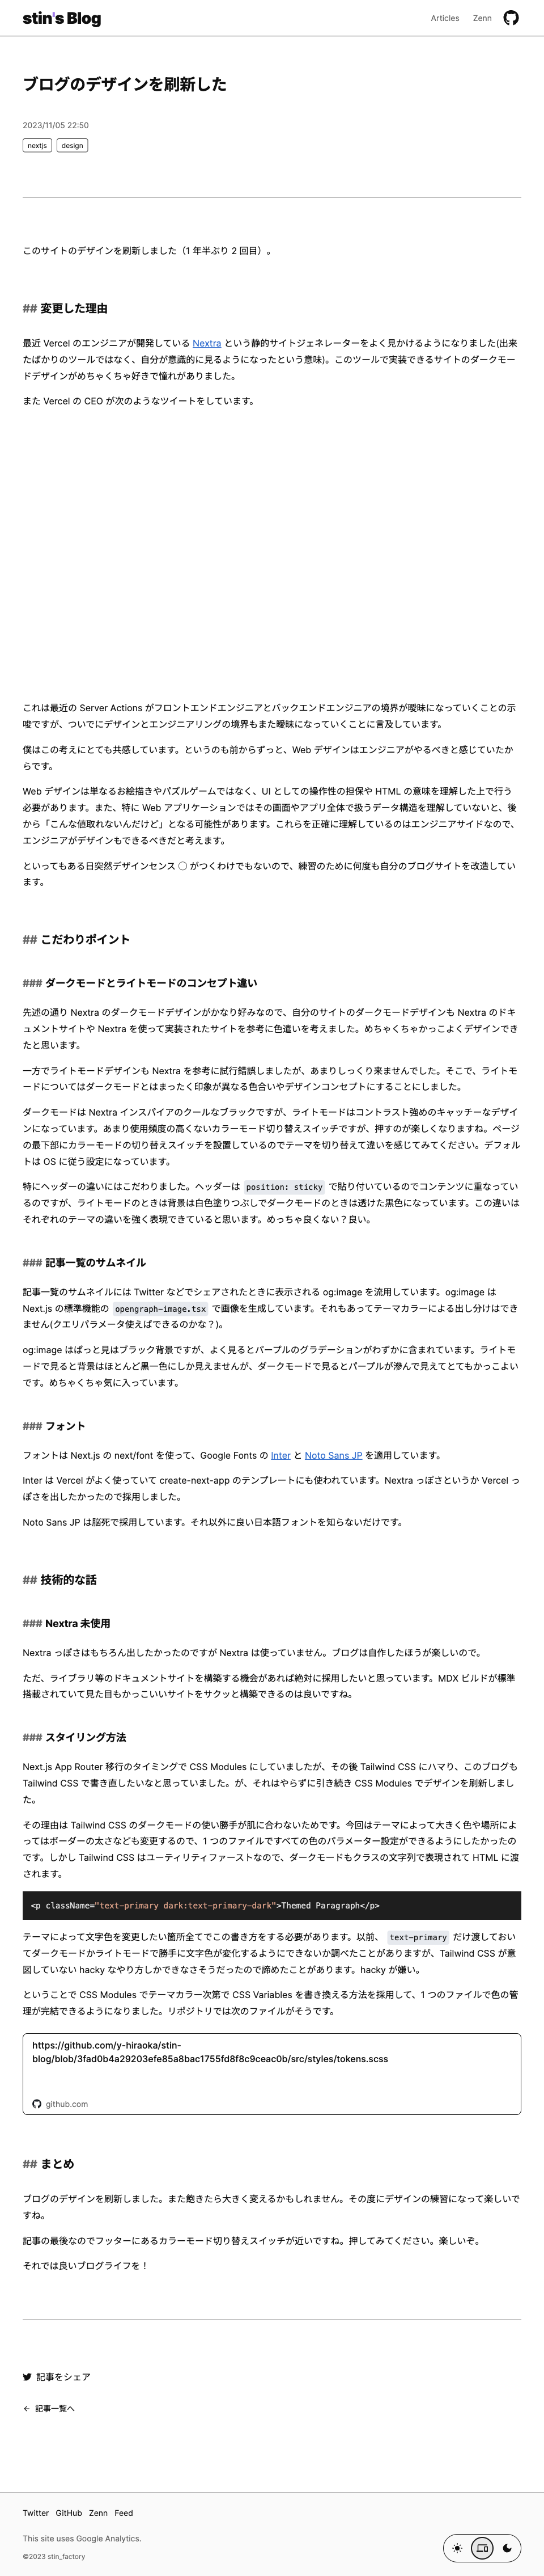 stin's Blog
Articles Zenn
ブログのデザインを刷新した
2023/11/05 22:50
nextjs design
このサイトのデザインを刷新しました（1 年半ぶり 2 回目）。
## 変更した理由
最近 Vercel のエンジニアが開発している Nextra という静的サイトジェネレーターをよく見かけるようになりました(出来
たばかりのツールではなく、自分が意識的に見るようになったという意味)。このツールで実装できるサイトのダークモー
ドデザインがめちゃくちゃ好きで憧れがありました。
また Vercel の CEO が次のようなツイートをしています。
これは最近の Server Actions がフロントエンドエンジニアとバックエンドエンジニアの境界が曖昧になっていくことの示
唆ですが、ついでにデザインとエンジニアリングの境界もまた曖昧になっていくことに言及しています。
僕はこの考えにとても共感しています。というのも前からずっと、Web デザインはエンジニアがやるべきと感じていたか
らです。
Web デザインは単なるお絵描きやパズルゲームではなく、UI としての操作性の担保や HTML の意味を理解した上で行う
必要があります。また、特に Web アプリケーションではその画面やアプリ全体で扱うデータ構造を理解していないと、後
から「こんな値取れないんだけど」となる可能性があります。これらを正確に理解しているのはエンジニアサイドなので、
エンジニアがデザインもできるべきだと考えます。
といってもある日突然デザインセンス ◯ がつくわけでもないので、練習のために何度も自分のブログサイトを改造してい
ます。
## こだわりポイント
### ダークモードとライトモードのコンセプト違い
先述の通り Nextra のダークモードデザインがかなり好みなので、自分のサイトのダークモードデザインも Nextra のドキ
ュメントサイトや Nextra を使って実装されたサイトを参考に色遣いを考えました。めちゃくちゃかっこよくデザインでき
たと思います。
一方でライトモードデザインも Nextra を参考に試行錯誤しましたが、あまりしっくり来ませんでした。そこで、ライトモ
ードについてはダークモードとはまったく印象が異なる色合いやデザインコンセプトにすることにしました。
ダークモードは Nextra インスパイアのクールなブラックですが、ライトモードはコントラスト強めのキャッチーなデザイ
ンになっています。あまり使用頻度の高くないカラーモード切り替えスイッチですが、押すのが楽しくなりますね。ページ
の最下部にカラーモードの切り替えスイッチを設置しているのでテーマを切り替えて違いを感じてみてください。デフォル
トは OS に従う設定になっています。
特にヘッダーの違いにはこだわりました。ヘッダーは position: sticky で貼り付いているのでコンテンツに重なってい
るのですが、ライトモードのときは背景は白色塗りつぶしでダークモードのときは透けた黒色になっています。この違いは
それぞれのテーマの違いを強く表現できていると思います。めっちゃ良くない？良い。
### 記事一覧のサムネイル
記事一覧のサムネイルには Twitter などでシェアされたときに表示される og:image を流用しています。og:image は
Next.js の標準機能の opengraph-image.tsx で画像を生成しています。それもあってテーマカラーによる出し分けはでき
ません(クエリパラメータ使えばできるのかな？)。
og:image はぱっと見はブラック背景ですが、よく見るとパープルのグラデーションがわずかに含まれています。ライトモ
ードで見ると背景はほとんど黒一色にしか見えませんが、ダークモードで見るとパープルが滲んで見えてとてもかっこよい
です。めちゃくちゃ気に入っています。
### フォント
フォントは Next.js の next/font を使って、Google Fonts の Inter と Noto Sans JP を適用しています。
Inter は Vercel がよく使っていて create-next-app のテンプレートにも使われています。Nextra っぽさというか Vercel っ
ぽさを出したかったので採用しました。
Noto Sans JP は脳死で採用しています。それ以外に良い日本語フォントを知らないだけです。
## 技術的な話
### Nextra 未使用
Nextra っぽさはもちろん出したかったのですが Nextra は使っていません。ブログは自作したほうが楽しいので。
ただ、ライブラリ等のドキュメントサイトを構築する機会があれば絶対に採用したいと思っています。MDX ビルドが標準
搭載されていて見た目もかっこいいサイトをサクッと構築できるのは良いですね。
### スタイリング方法
Next.js App Router 移行のタイミングで CSS Modules にしていましたが、その後 Tailwind CSS にハマり、このブログも
Tailwind CSS で書き直したいなと思っていました。が、それはやらずに引き続き CSS Modules でデザインを刷新しまし
た。
その理由は Tailwind CSS のダークモードの使い勝手が肌に合わないためです。今回はテーマによって大きく色や場所によ
ってはボーダーの太さなども変更するので、1 つのファイルですべての色のパラメーター設定ができるようにしたかったの
です。しかし Tailwind CSS はユーティリティファーストなので、ダークモードもクラスの文字列で表現されて HTML に渡
されます。
<p className="text-primary dark:text-primary-dark">Themed Paragraph</p>
テーマによって文字色を変更したい箇所全てでこの書き方をする必要があります。以前、 text-primary だけ渡しておい
てダークモードかライトモードで勝手に文字色が変化するようにできないか調べたことがありますが、Tailwind CSS が意
図していない hacky なやり方しかできなさそうだったので諦めたことがあります。hacky が嫌い。
ということで CSS Modules でテーマカラー次第で CSS Variables を書き換える方法を採用して、1 つのファイルで色の管
理が完結できるようになりました。リポジトリでは次のファイルがそうです。
https://github.com/y-hiraoka/stin-
blog/blob/3fad0b4a29203efe85a8bac1755fd8f8c9ceac0b/src/styles/tokens.scss
github.com
## まとめ
ブログのデザインを刷新しました。また飽きたら大きく変えるかもしれません。その度にデザインの練習になって楽しいで
すね。
記事の最後なのでフッターにあるカラーモード切り替えスイッチが近いですね。押してみてください。楽しいぞ。
それでは良いブログライフを！
記事をシェア
← 記事一覧へ
Twitter GitHub Zenn Feed
This site uses Google Analytics.
©2023 stin_factory